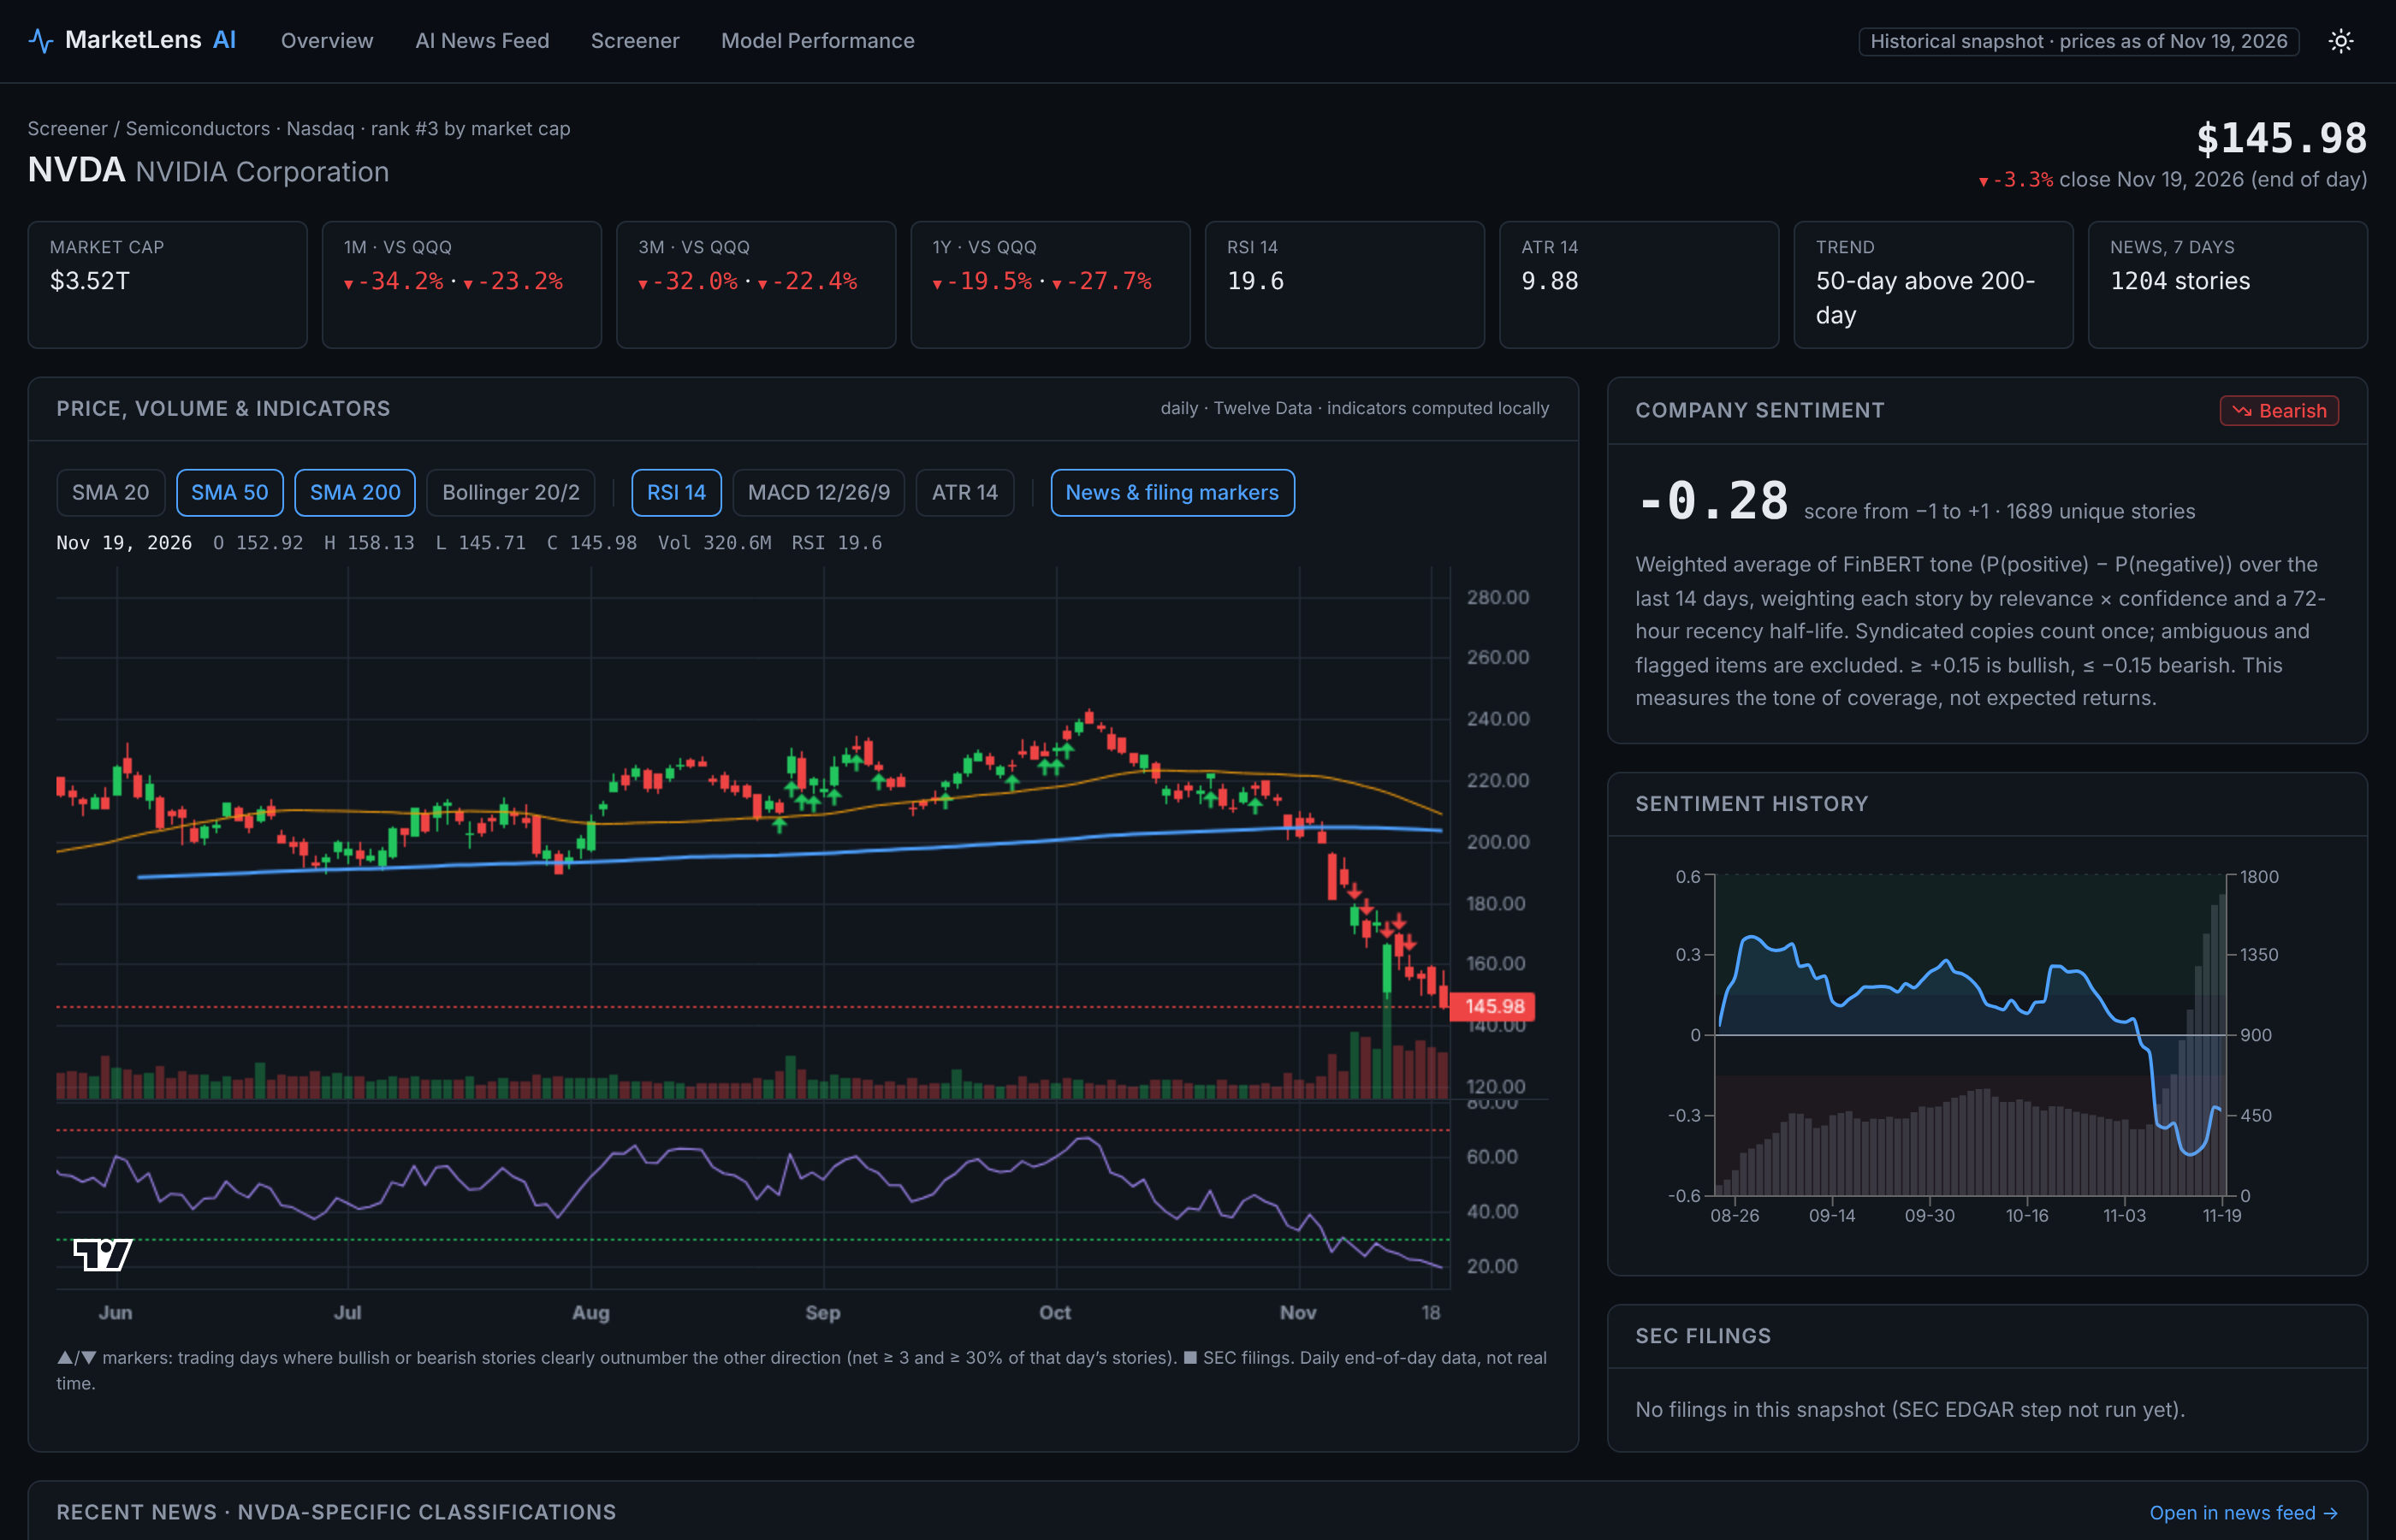 MarketLens AI
Overview
AI News Feed
Screener
Model Performance
Historical snapshot · prices as of Nov 19, 2026
Screener / Semiconductors · Nasdaq · rank #3 by market cap
NVDA NVIDIA Corporation
$145.98
▼-3.3% close Nov 19, 2026 (end of day)
MARKET CAP
$3.52T
1M · VS QQQ
▼-34.2% · ▼-23.2%
3M · VS QQQ
▼-32.0% · ▼-22.4%
1Y · VS QQQ
▼-19.5% · ▼-27.7%
RSI 14
19.6
ATR 14
9.88
TREND
50-day above 200-
day
NEWS, 7 DAYS
1204 stories
PRICE, VOLUME & INDICATORS
daily · Twelve Data · indicators computed locally
SMA 20
SMA 50
SMA 200
Bollinger 20/2
RSI 14
MACD 12/26/9
ATR 14
News & filing markers
Nov 19, 2026 O 152.92 H 158.13 L 145.71 C 145.98 Vol 320.6M RSI 19.6
280.00
260.00
240.00
220.00
200.00
180.00
160.00
145.98
140.00
120.00
80.00
60.00
40.00
20.00
Jun
Jul
Aug
Sep
Oct
Nov
18
▲/▼ markers: trading days where bullish or bearish stories clearly outnumber the other direction (net ≥ 3 and ≥ 30% of that day's stories). ■ SEC filings. Daily end-of-day data, not real
time.
COMPANY SENTIMENT
Bearish
-0.28 score from −1 to +1 · 1689 unique stories
Weighted average of FinBERT tone (P(positive) − P(negative)) over the
last 14 days, weighting each story by relevance × confidence and a 72-
hour recency half-life. Syndicated copies count once; ambiguous and
flagged items are excluded. ≥ +0.15 is bullish, ≤ −0.15 bearish. This
measures the tone of coverage, not expected returns.
SENTIMENT HISTORY
0.6
0.3
0
-0.3
-0.6
1800
1350
900
450
0
08-26
09-14
09-30
10-16
11-03
11-19
SEC FILINGS
No filings in this snapshot (SEC EDGAR step not run yet).
RECENT NEWS · NVDA-SPECIFIC CLASSIFICATIONS
Open in news feed →